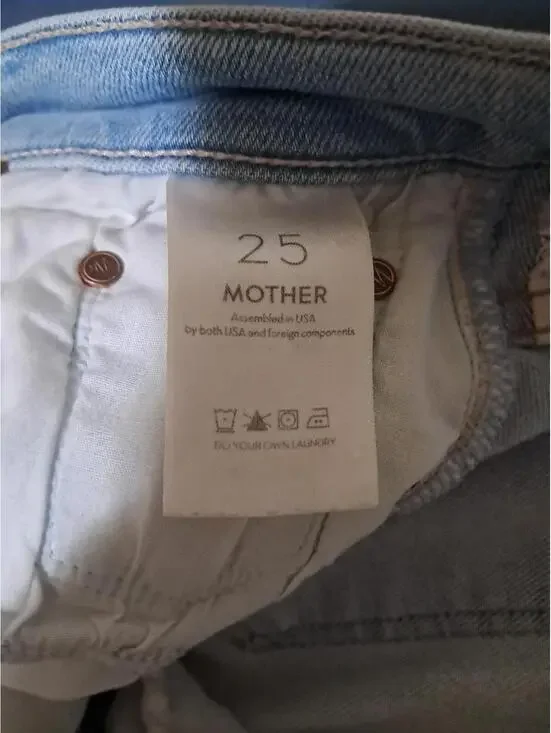 25
MOTHER
Assembled in USA
by both USA and foreign components
DO YOUR OWN LAUNDRY